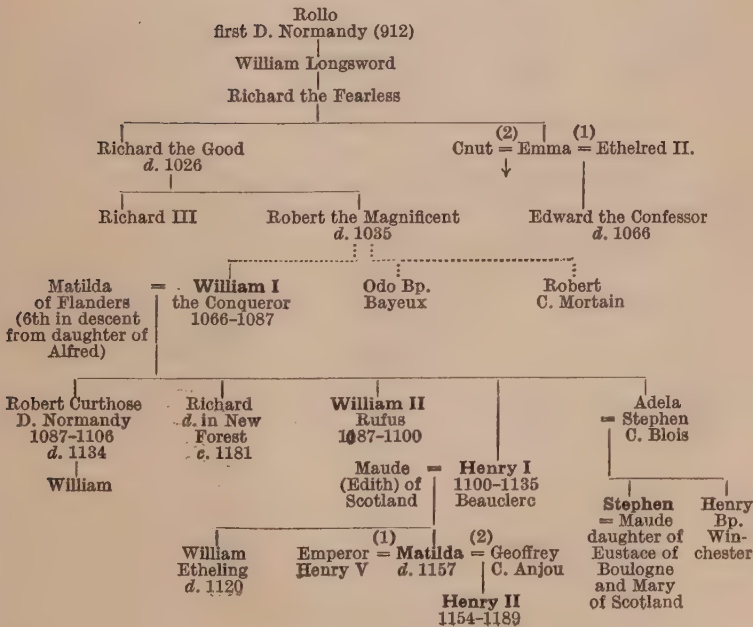 Rollo
first D. Normandy (912)
William Longsword
Richard the Fearless
Richard the Good
d. 1026
(2) (1)
Cnut = Emma = Ethelred II.
Richard III
Robert the Magnificent
d. 1035
Edward the Confessor
d. 1066
Matilda
of Flanders
(6th in descent
from daughter of
Alfred)
=
William I
the Conqueror
1066-1087
Odo Bp.
Bayeux
Robert
C. Mortain
Robert Curthose
D. Normandy
1087-1106
d. 1134
William
Richard
d. in New
Forest
c. 1181
William II
Rufus
1087-1100
Maude
(Edith) of
Scotland
=
Henry I
1100-1135
Beauclerc
Adela
= Stephen
C. Blois
William
Etheling
d. 1120
(1) (2)
Emperor = Matilda = Geoffrey
Henry V d. 1157 C. Anjou
Henry II
1154-1189
Stephen
= Maude
daughter of
Eustace of
Boulogne
and Mary
of Scotland
Henry
Bp.
Win-
chester